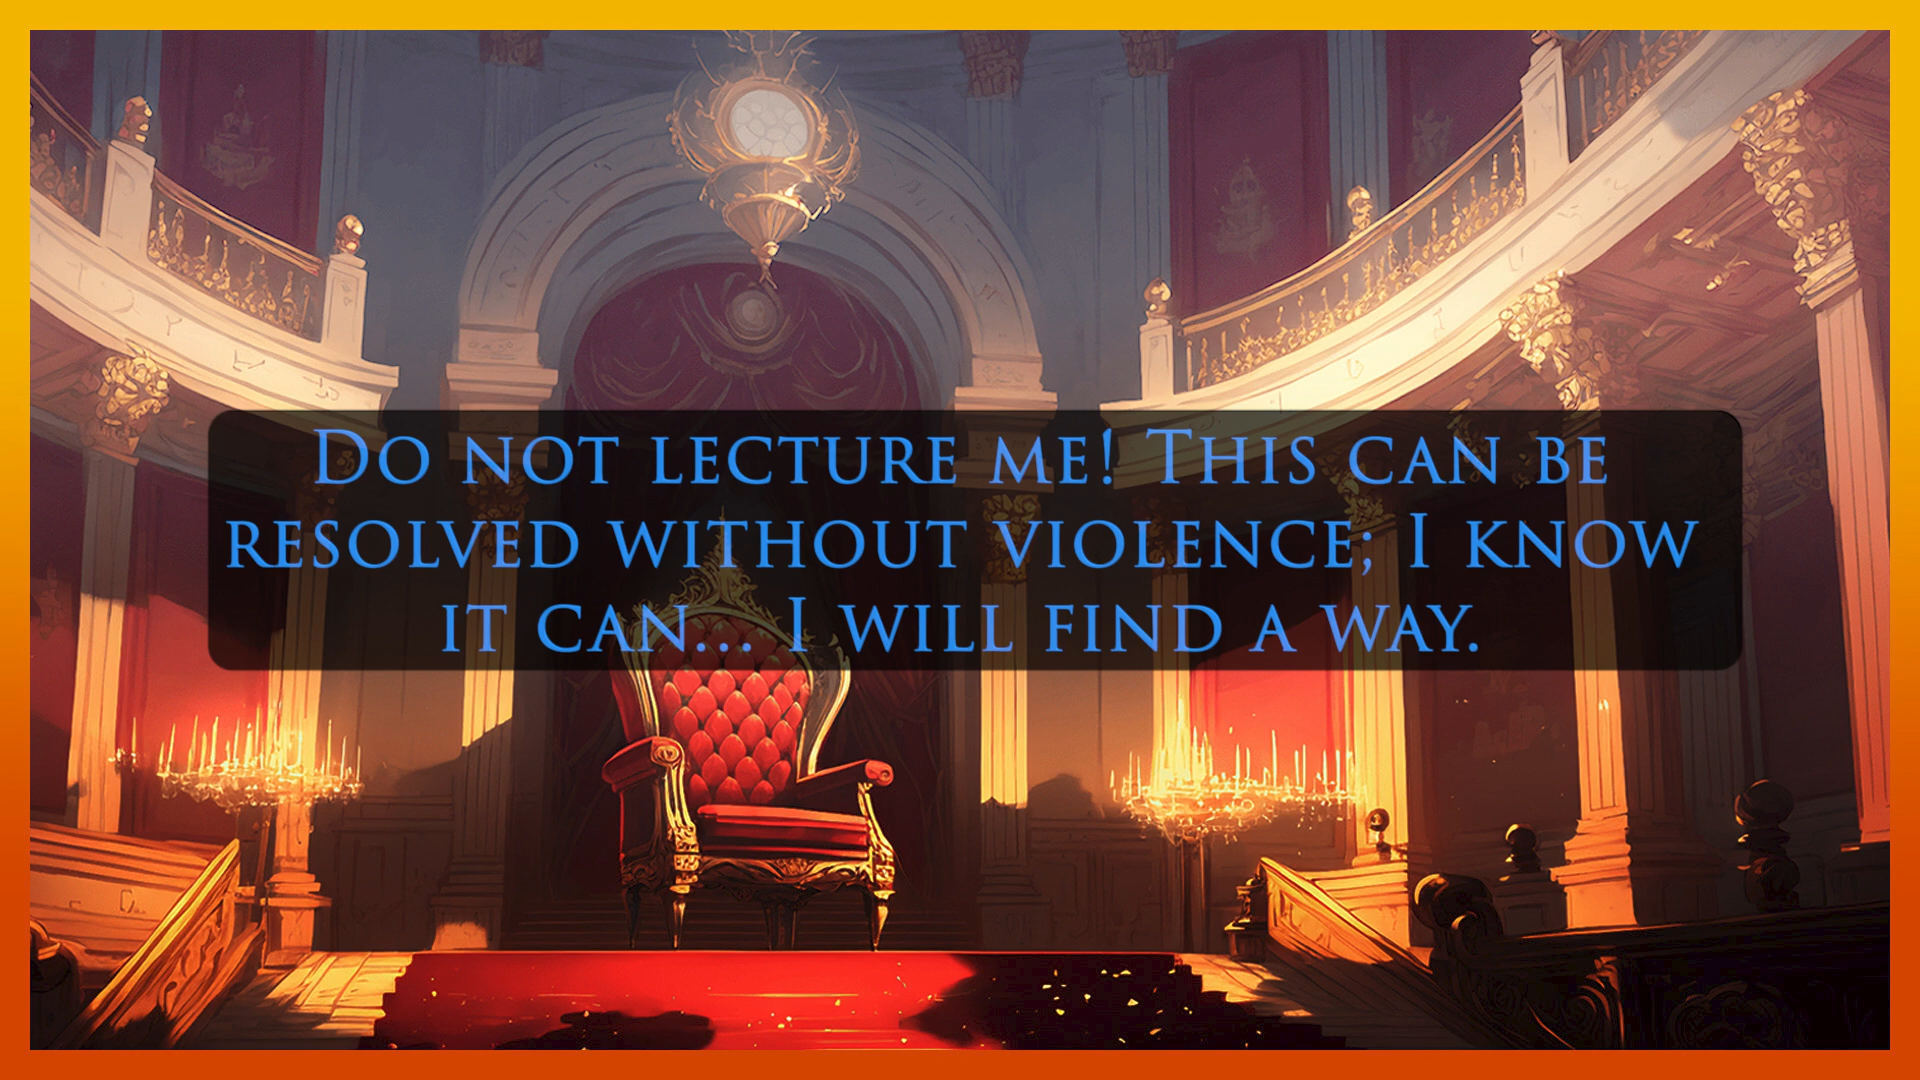 Do not lecture me! This can be
resolved without violence; I know
it can... I will find a way.